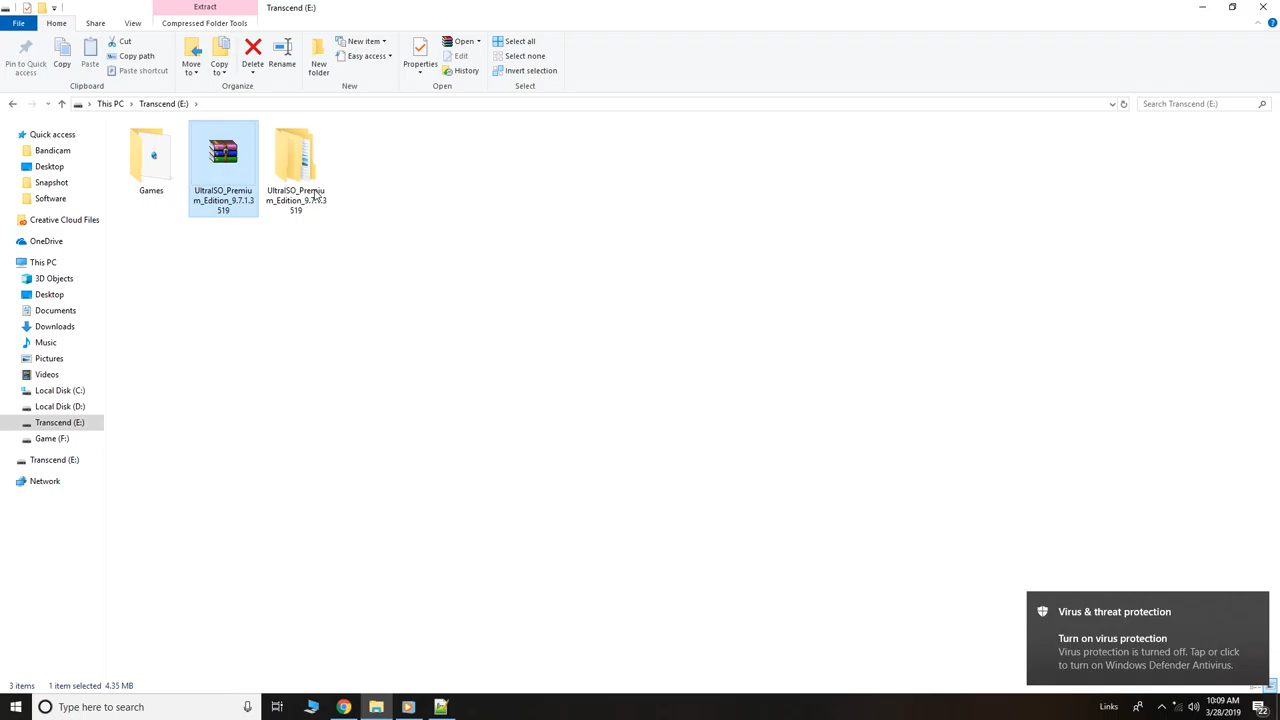 Extract
Transcend (E:)
File
Home
Share
View
Compressed Folder Tools
Pin to Quick access
Copy
Paste
Cut
Copy path
Paste shortcut
Clipboard
Move to
Copy to
Delete
Rename
Organize
New folder
New item
Easy access
New
Properties
Open
Edit
History
Open
Select all
Select none
Invert selection
Select
This PC
Transcend (E:)
Search Transcend (E:)
Quick access
Bandicam
Desktop
Snapshot
Software
Creative Cloud Files
OneDrive
This PC
3D Objects
Desktop
Documents
Downloads
Music
Pictures
Videos
Local Disk (C:)
Local Disk (D:)
Transcend (E:)
Game (F:)
Transcend (E:)
Network
Games
UltraISO_Premiu
m_Edition_9.7.1.3
519
UltraISO_Premiu
m_Edition_9.7.1.3
519
Virus & threat protection
Turn on virus protection
Virus protection is turned off. Tap or click
to turn on Windows Defender Antivirus.
3 items
1 item selected 4.35 MB
Type here to search
Links
10:09 AM
3/28/2019
22